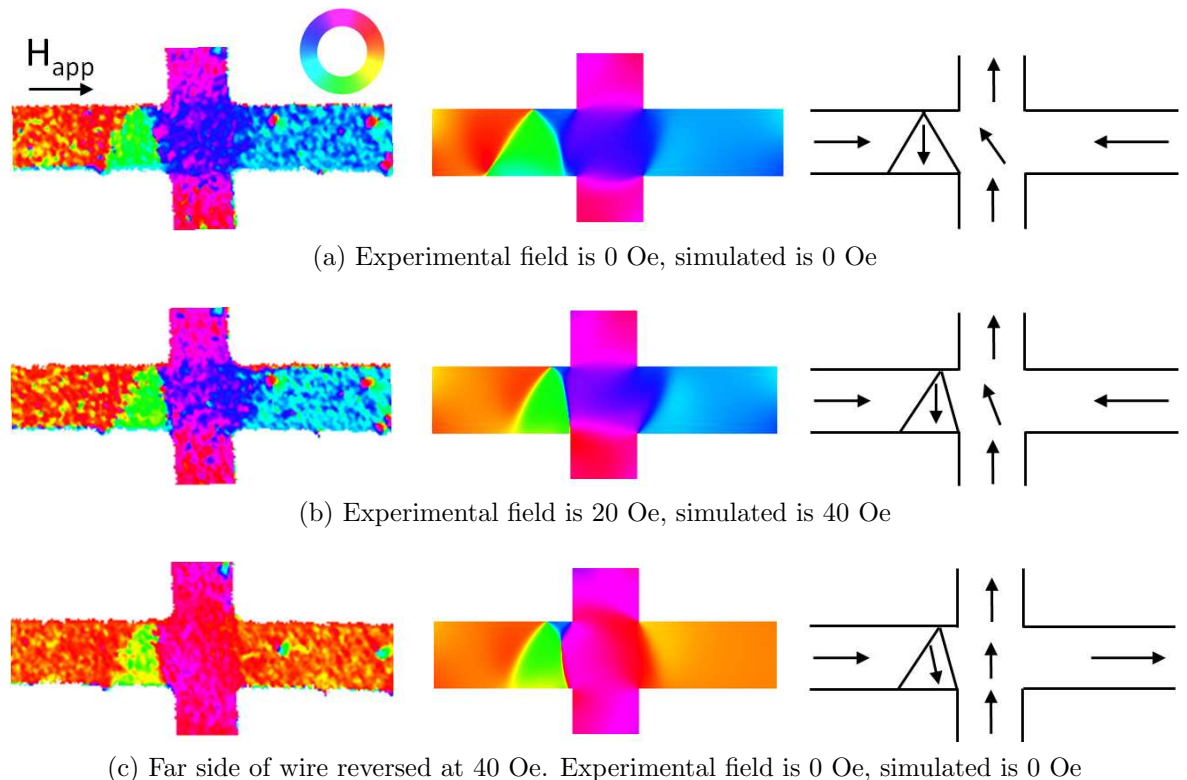 H_app
(a) Experimental field is 0 Oe, simulated is 0 Oe
(b) Experimental field is 20 Oe, simulated is 40 Oe
(c) Far side of wire reversed at 40 Oe. Experimental field is 0 Oe, simulated is 0 Oe